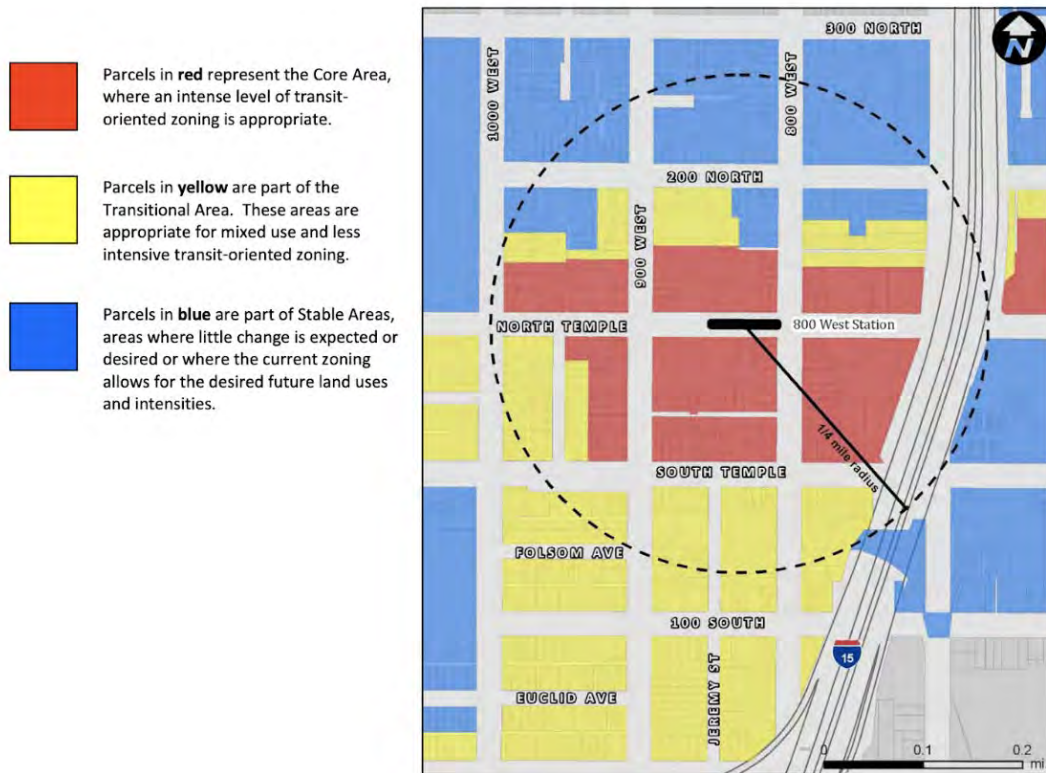 Parcels in red represent the Core Area,
where an intense level of transit-
oriented zoning is appropriate.
Parcels in yellow are part of the
Transitional Area. These areas are
appropriate for mixed use and less
intensive transit-oriented zoning.
Parcels in blue are part of Stable Areas,
areas where little change is expected or
desired or where the current zoning
allows for the desired future land uses
and intensities.
300 NORTH
N
1000 WEST
800 WEST
200 NORTH
900 WEST
NORTH TEMPLE
800 West Station
1/4 mile radius
SOUTH TEMPLE
FOLSOM AVE
100 SOUTH
15
JEREMY ST
EUCLID AVE
0
0.1
0.2
mi